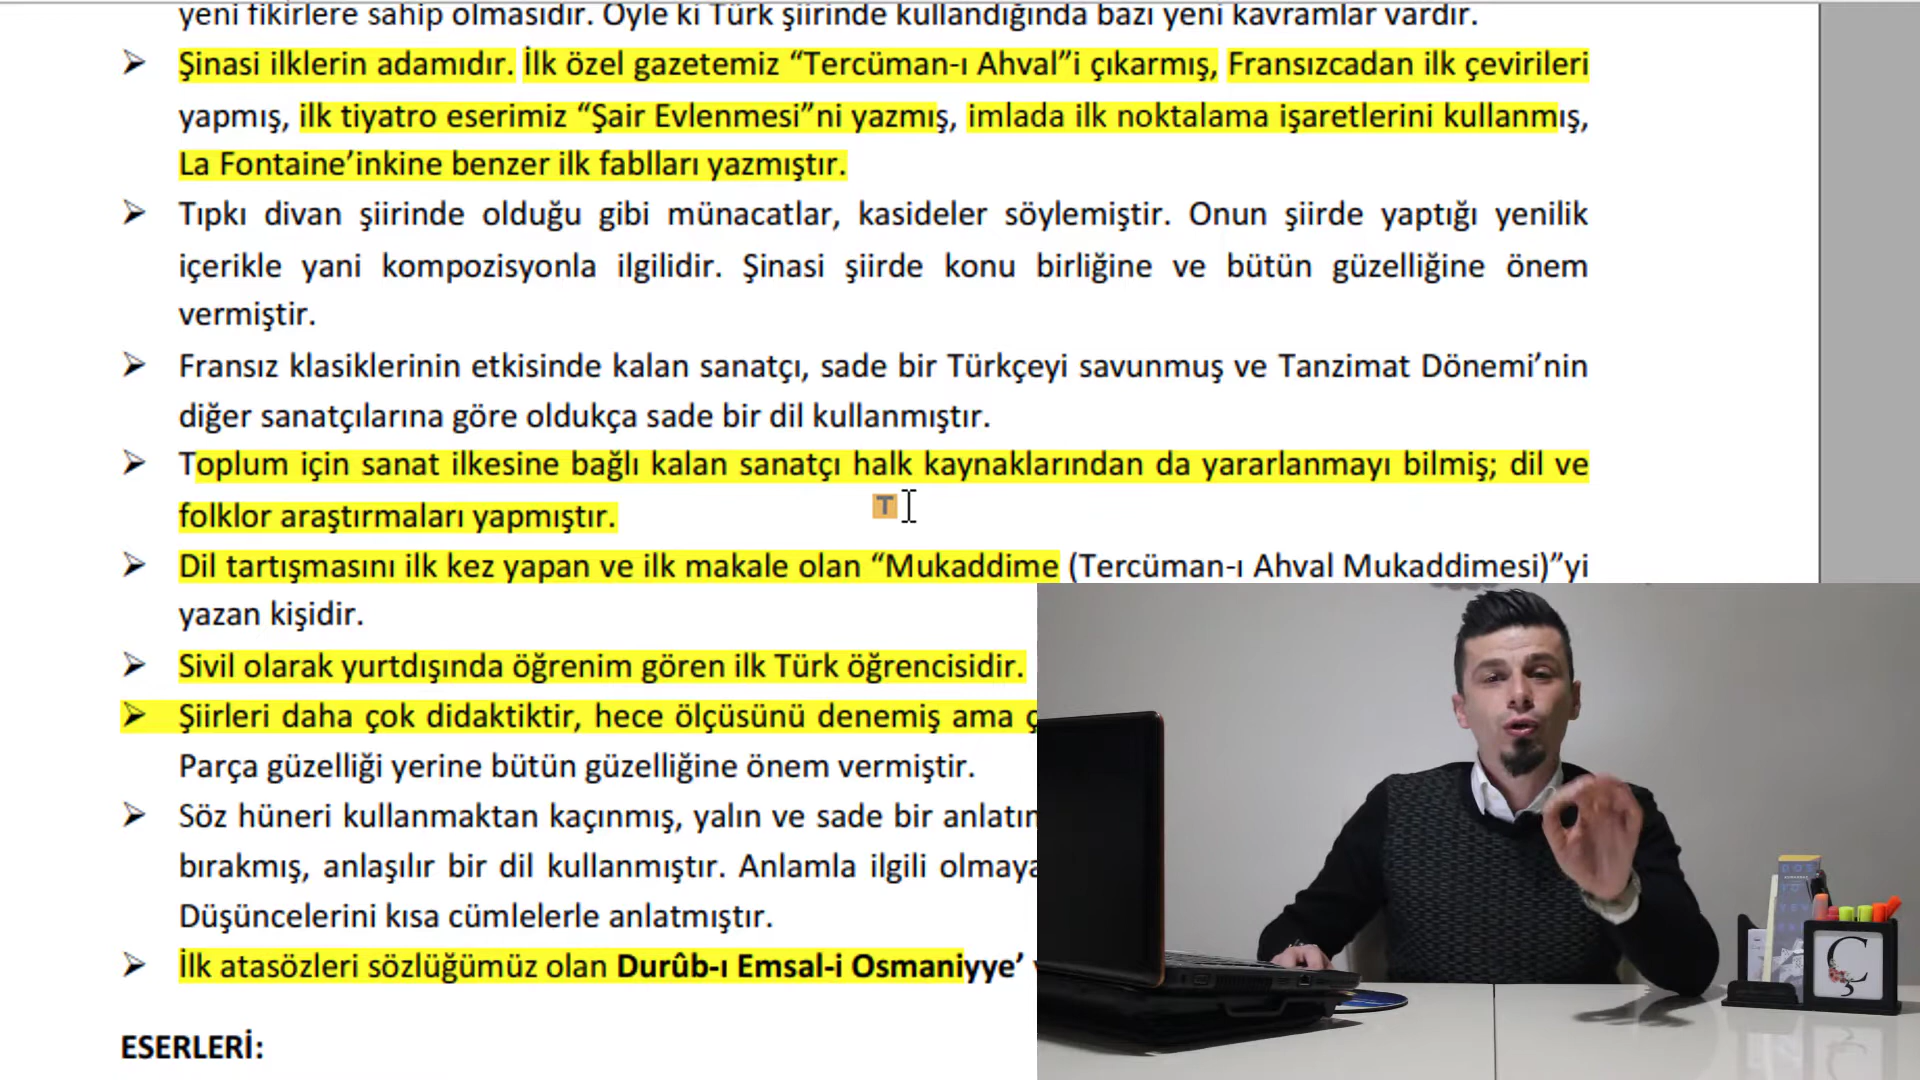 yeni fikirlere sahip olmasıdır. Öyle ki Türk şiirinde kullandığında bazı yeni kavramlar vardır.
Şinasi ilklerin adamıdır. İlk özel gazetemiz “Tercüman-ı Ahval”i çıkarmış, Fransızcadan ilk çevirileri
yapmış, ilk tiyatro eserimiz “Şair Evlenmesi”ni yazmış, imlada ilk noktalama işaretlerini kullanmış,
La Fontaine’inkine benzer ilk fablları yazmıştır.
Tıpkı divan şiirinde olduğu gibi münacatlar, kasideler söylemiştir. Onun şiirde yaptığı yenilik
içerikle yani kompozisyonla ilgilidir. Şinasi şiirde konu birliğine ve bütün güzelliğine önem
vermiştir.
Fransız klasiklerinin etkisinde kalan sanatçı, sade bir Türkçeyi savunmuş ve Tanzimat Dönemi’nin
diğer sanatçılarına göre oldukça sade bir dil kullanmıştır.
Toplum için sanat ilkesine bağlı kalan sanatçı halk kaynaklarından da yararlanmayı bilmiş; dil ve
folklor araştırmaları yapmıştır.
T
Dil tartışmasını ilk kez yapan ve ilk makale olan “Mukaddime (Tercüman-ı Ahval Mukaddimesi)”yi
yazan kişidir.
Sivil olarak yurtdışında öğrenim gören ilk Türk öğrencisidir.
Şiirleri daha çok didaktiktir, hece ölçüsünü denemiş ama
Parça güzelliği yerine bütün güzelliğine önem vermiştir.
Söz hüneri kullanmaktan kaçınmış, yalın ve sade bir
bırakmış, anlaşılır bir dil kullanmıştır. Anlamla ilgili
Düşüncelerini kısa cümlelerle anlatmıştır.
İlk atasözleri sözlüğümüz olan Durûb-ı Emsal-i Osmaniyye’
ESERLERİ:
Ç